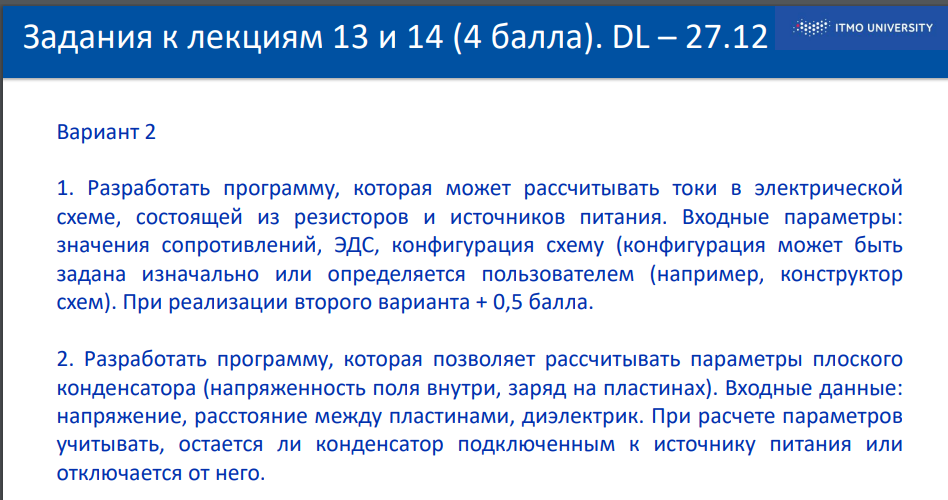 Задания к лекциям 13 и 14 (4 балла). DL – 27.12
ITMO UNIVERSITY
Вариант 2
1. Разработать программу, которая может рассчитывать токи в электрической
схеме, состоящей из резисторов и источников питания. Входные параметры:
значения сопротивлений, ЭДС, конфигурация схему (конфигурация может быть
задана изначально или определяется пользователем (например, конструктор
схем). При реализации второго варианта + 0,5 балла.
2. Разработать программу, которая позволяет рассчитывать параметры плоского
конденсатора (напряженность поля внутри, заряд на пластинах). Входные данные:
напряжение, расстояние между пластинами, диэлектрик. При расчете параметров
учитывать, остается ли конденсатор подключенным к источнику питания или
отключается от него.